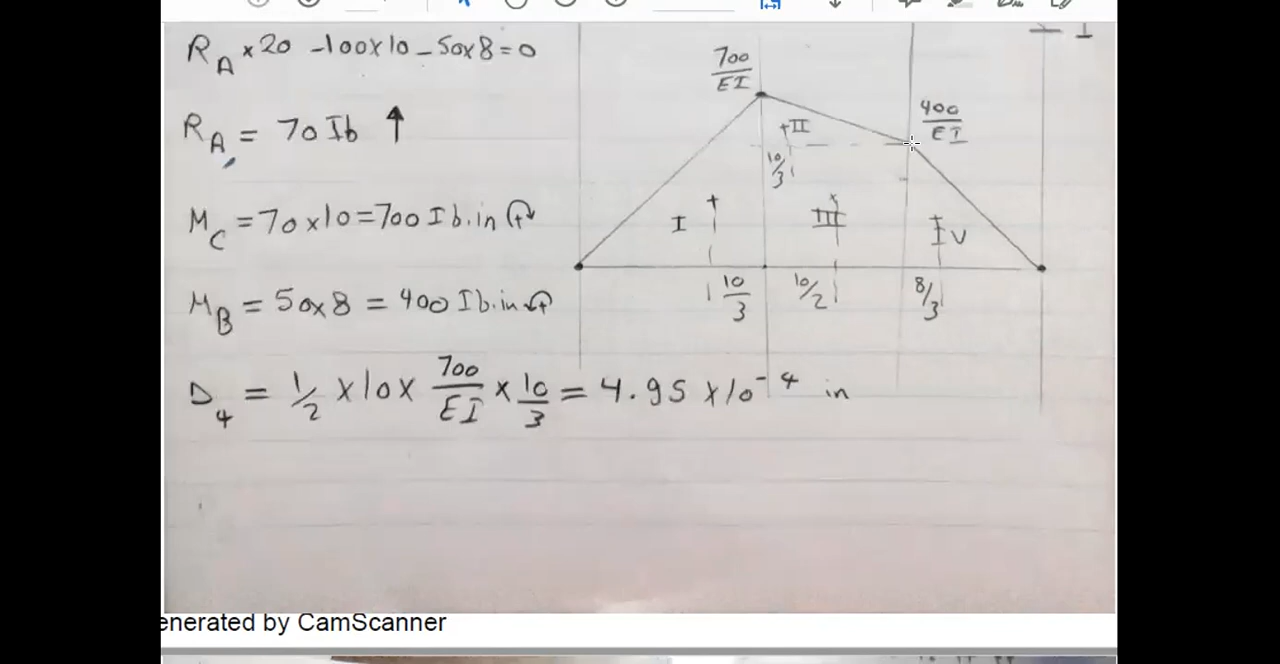 R_A × 20 - 100 × 10 - 50 × 8 = 0
R_A = 70 Ib ↑
M_C = 70 × 10 = 700 Ib.in
M_B = 50 × 8 = 400 Ib.in
D_4 = 1/2 × 10 × 700/EI × 10/3 = 4.95 × 10^-4 in
700/EI
400/EI
+ II
10/3
I +
III
IV
10/3
10/2
8/3
enerated by CamScanner